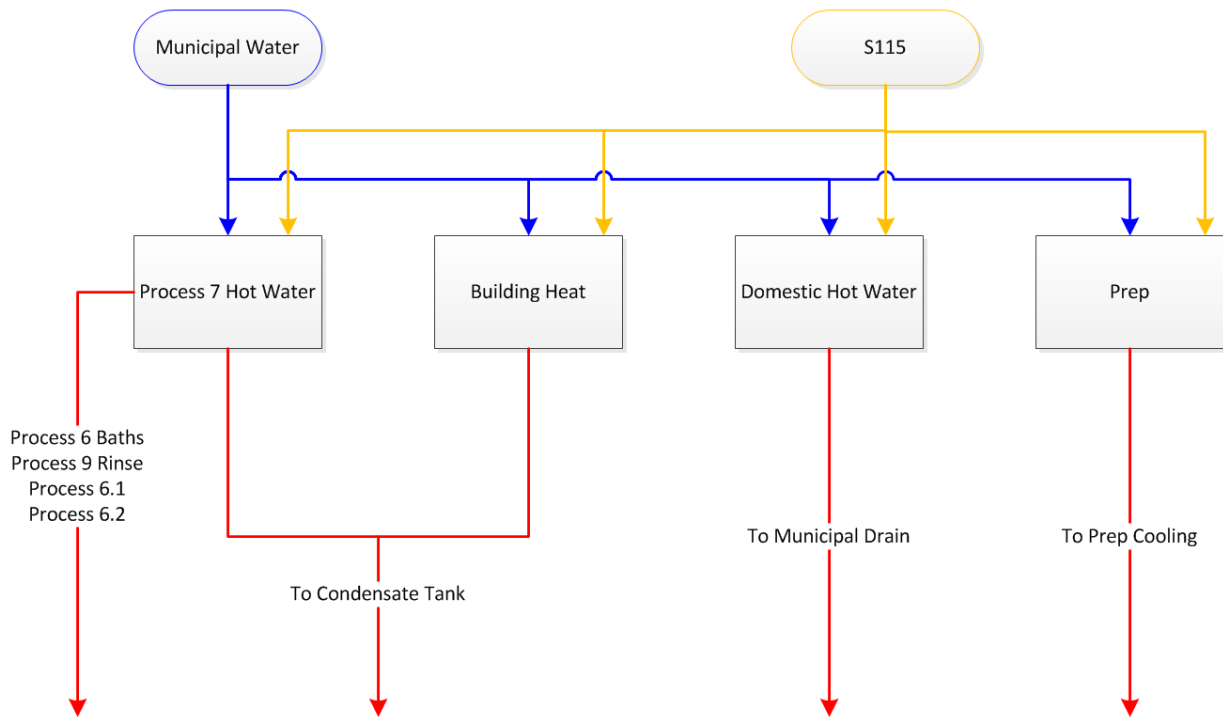 Municipal Water
S115
Process 7 Hot Water
Building Heat
Domestic Hot Water
Prep
Process 6 Baths
Process 9 Rinse
Process 6.1
Process 6.2
To Municipal Drain
To Prep Cooling
To Condensate Tank